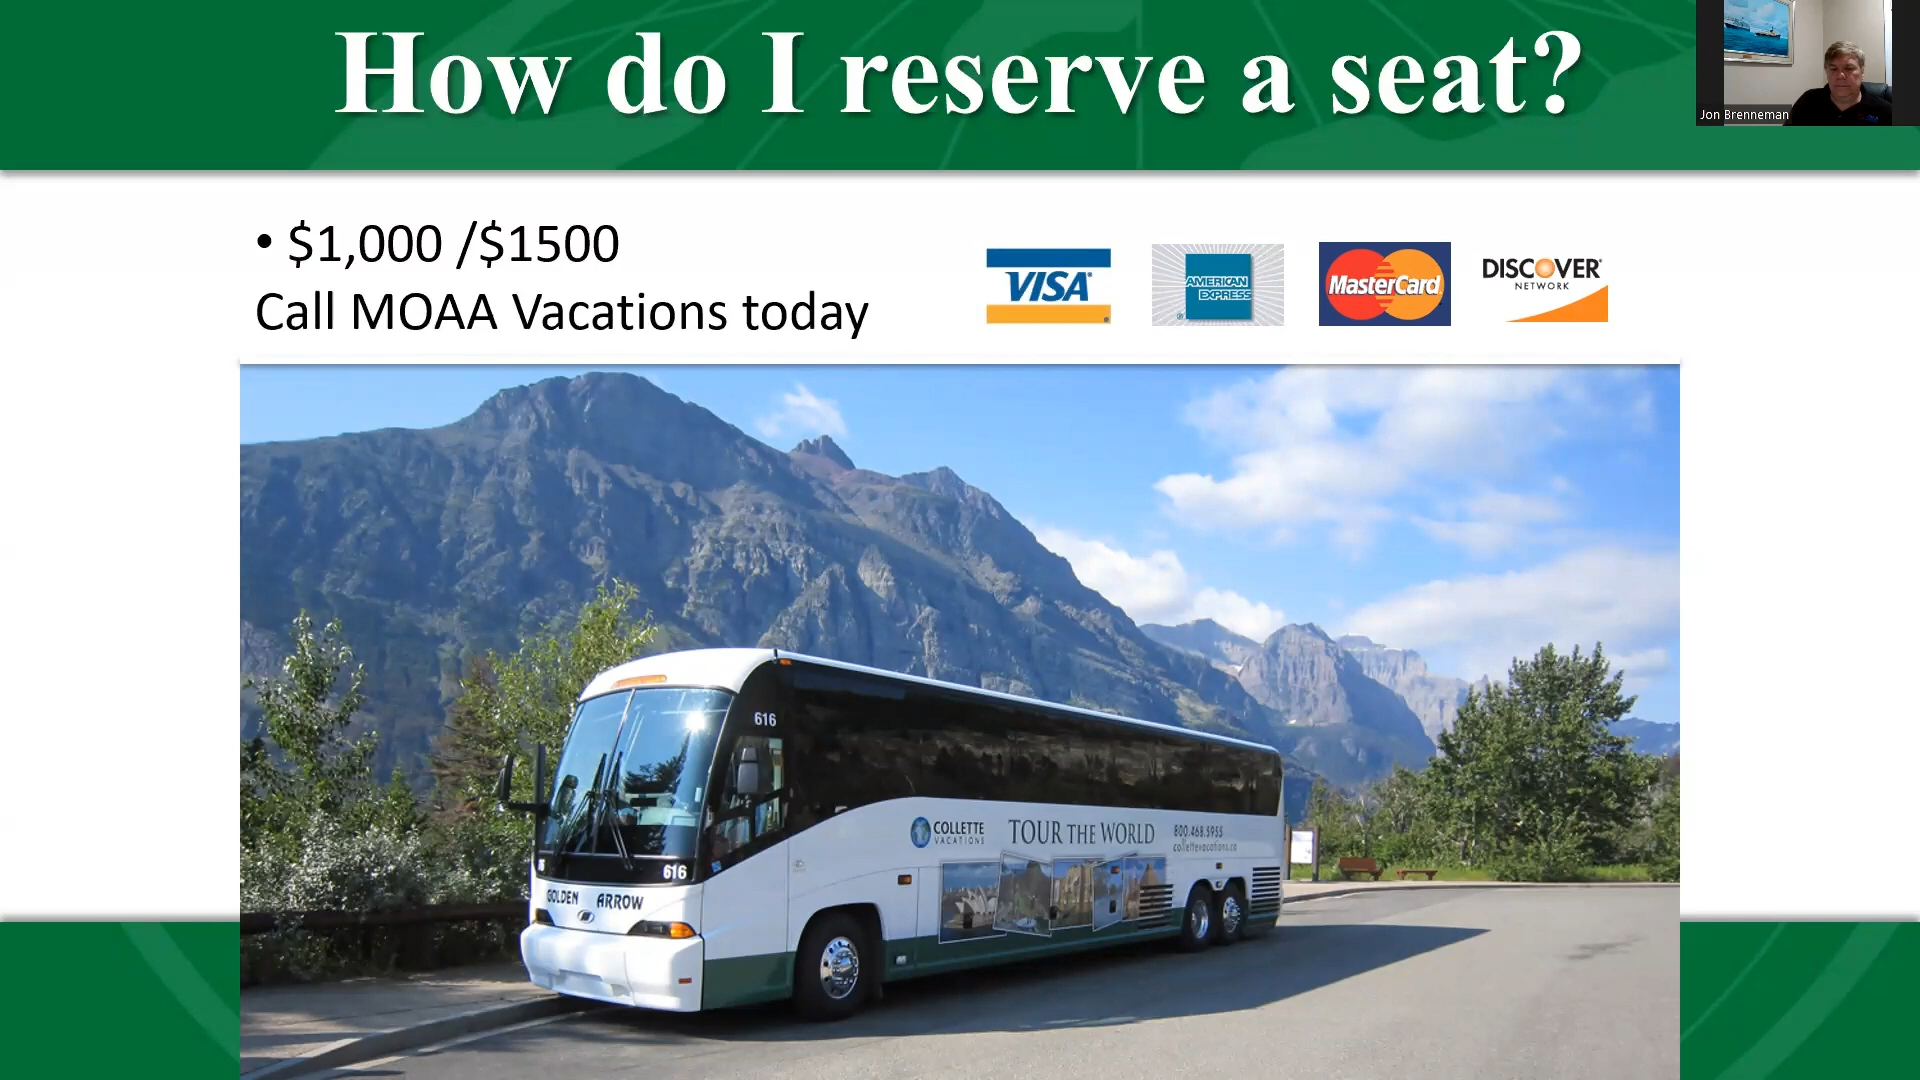 How do I reserve a seat?
Jon Brenneman
• $1,000 /$1500
Call MOAA Vacations today
VISA
AMERICAN
EXPRESS
MasterCard
DISCOVER
NETWORK
616
COLLETTE
VACATIONS
TOUR THE WORLD
800.468.5955
collettevacations.ca
616
GOLDEN ARROW